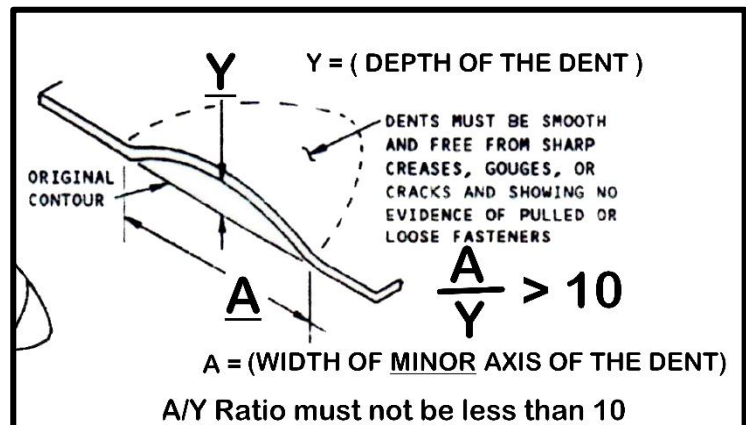 Y
Y = ( DEPTH OF THE DENT )
DENTS MUST BE SMOOTH
AND FREE FROM SHARP
CREASES, GOUGES, OR
CRACKS AND SHOWING NO
EVIDENCE OF PULLED OR
LOOSE FASTENERS
ORIGINAL
CONTOUR
A
A
Y
> 10
A = (WIDTH OF MINOR AXIS OF THE DENT)
A/Y Ratio must not be less than 10